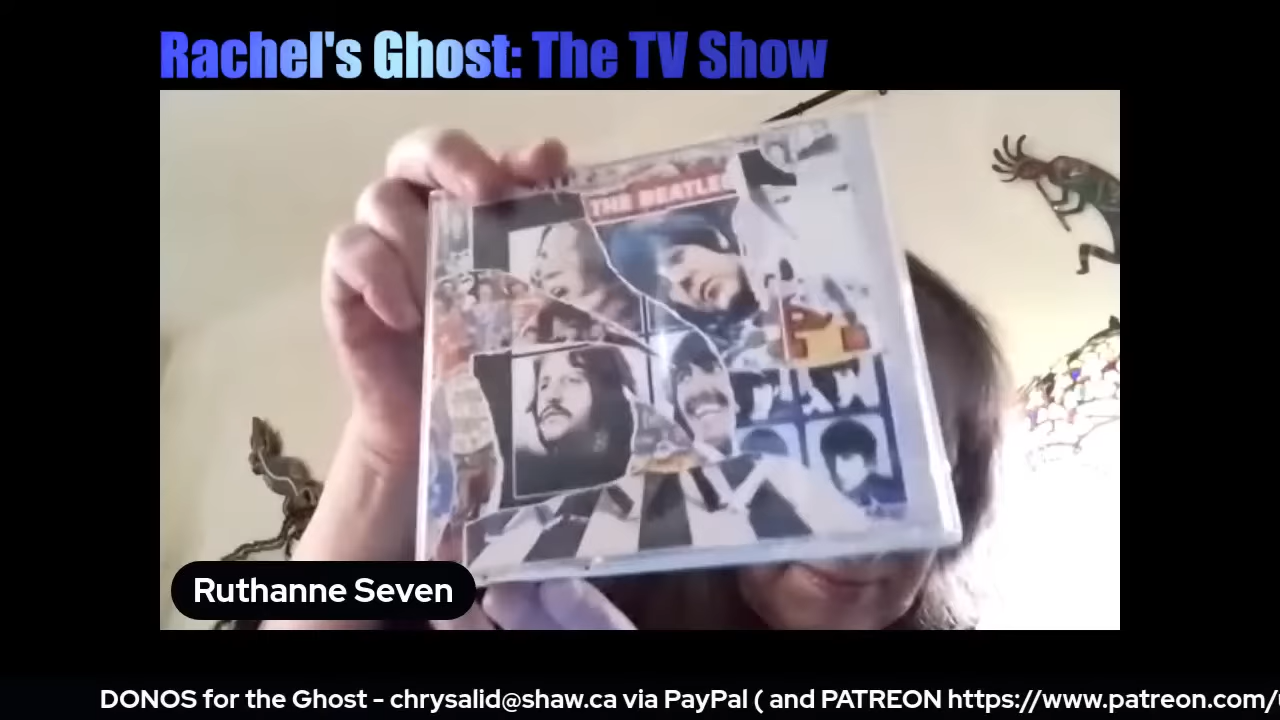 Rachel's Ghost: The TV Show
THE BEATLE
Ruthanne Seven
DONOS for the Ghost - chrysalid@shaw.ca via PayPal ( and PATREON https://www.patreon.com/